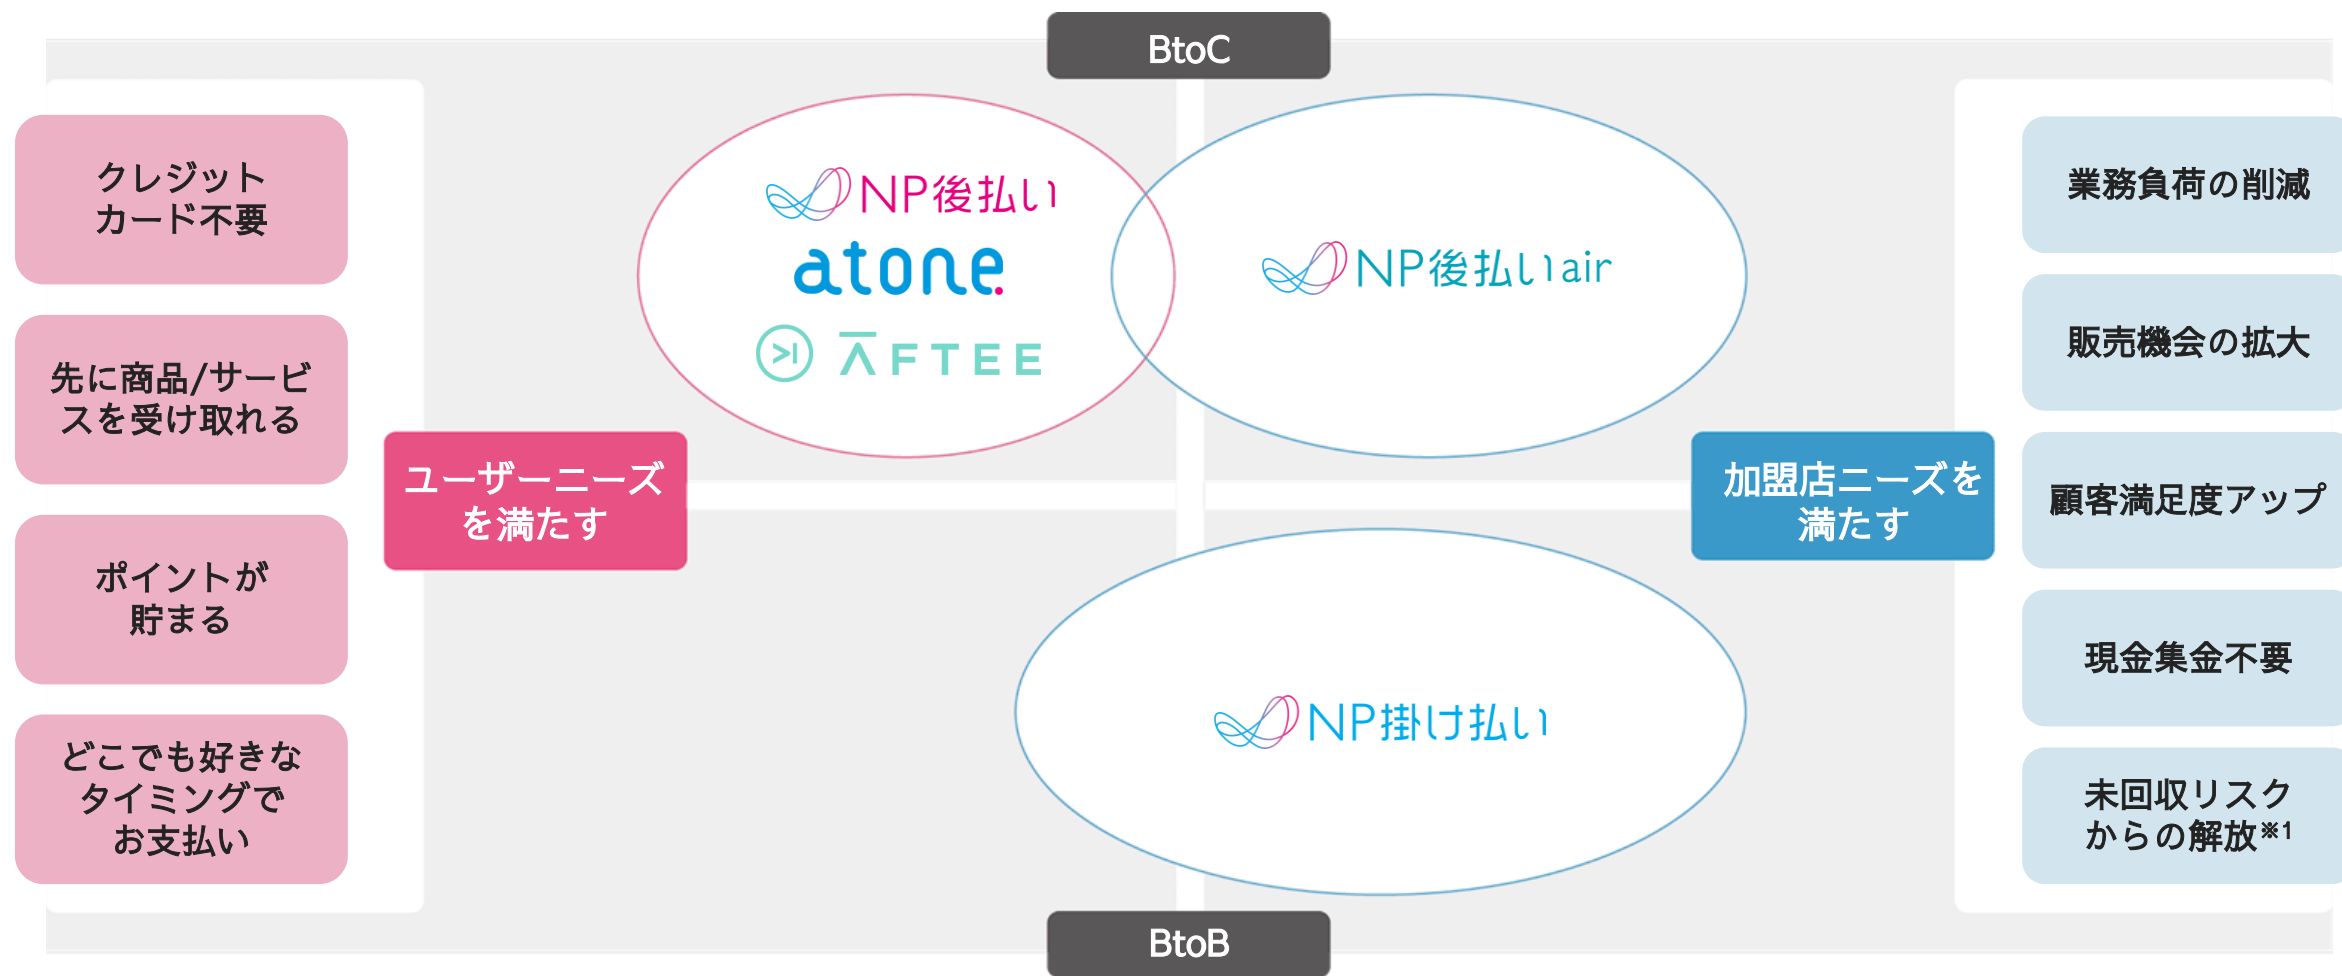 BtoC
クレジット
カード不要
先に商品/サービ
スを受け取れる
ポイントが
貯まる
どこでも好きな
タイミングで
お支払い
ユーザーニーズ
を満たす
NP後払い
atone.
AFTEE
NP後払いair
NP掛け払い
加盟店ニーズを
満たす
業務負荷の削減
販売機会の拡大
顧客満足度アップ
現金集金不要
未回収リスク
からの解放※1
BtoB